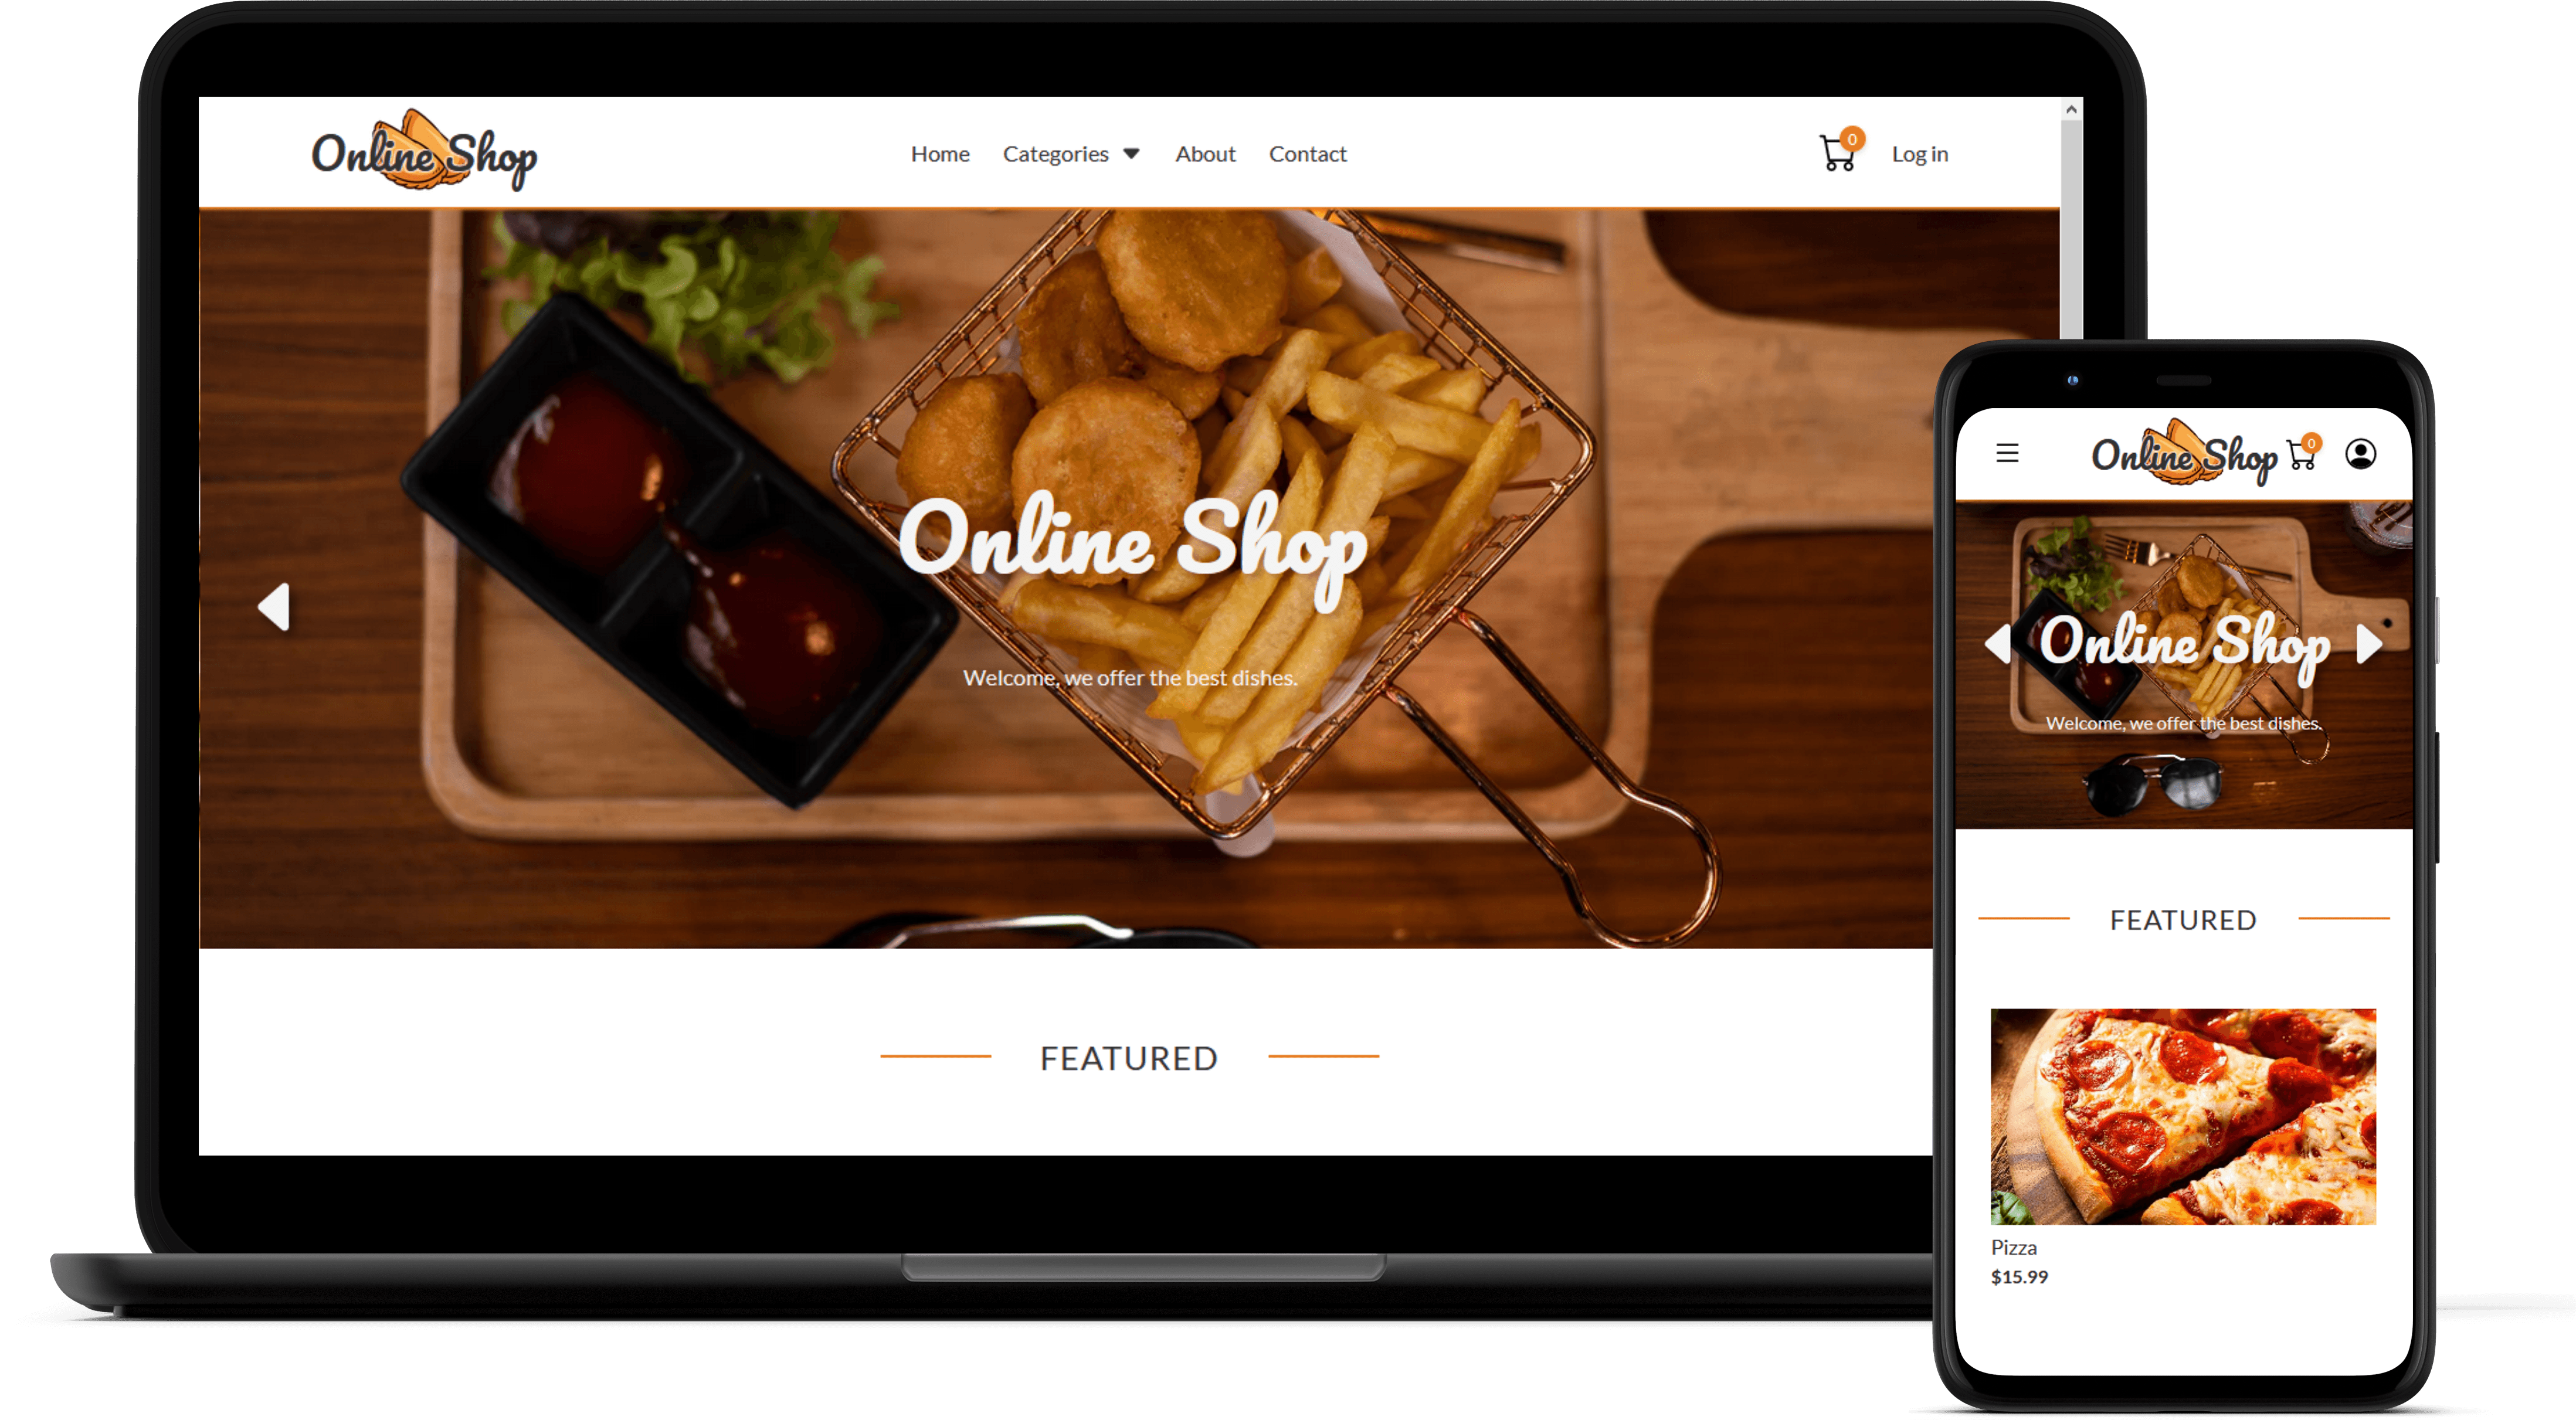 Online Shop
Home Categories About Contact
0 Log in
Online Shop
Welcome, we offer the best dishes.
FEATURED
Online Shop 0
Online Shop
Welcome, we offer the best dishes.
FEATURED
Pizza
$15.99